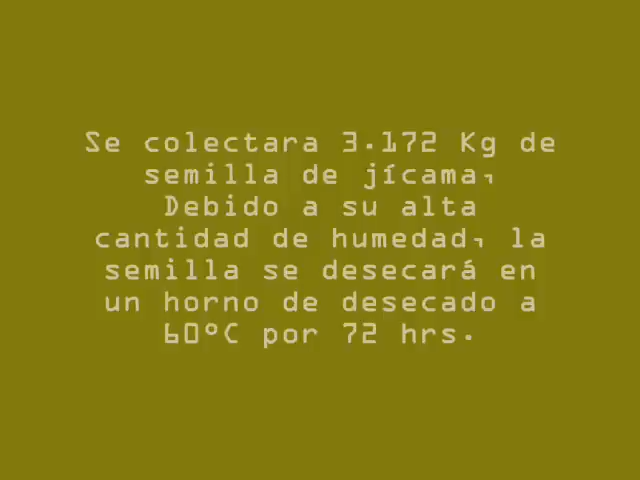 Se colectara 3.172 Kg de
semilla de jícama,
Debido a su alta
cantidad de humedad, la
semilla se desecará en
un horno de desecado a
60ºC por 72 hrs.